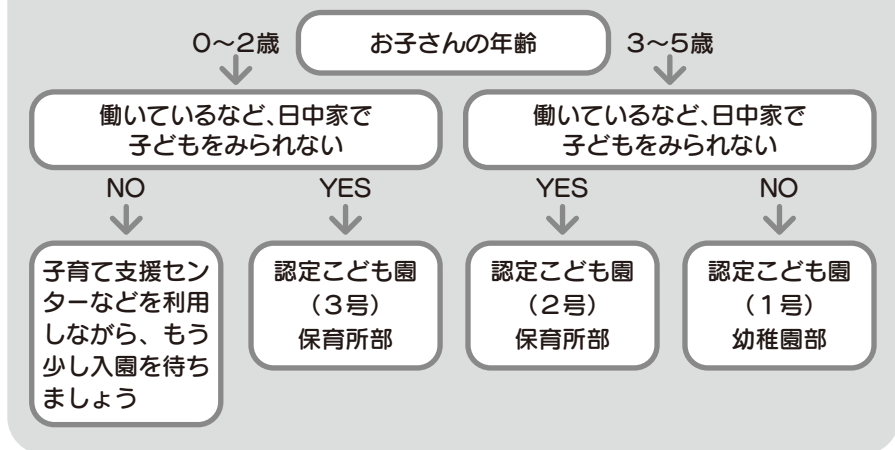 0〜2歳
お子さんの年齢
3〜5歳
働いているなど、日中家で
子どもをみられない
働いているなど、日中家で
子どもをみられない
NO
YES
YES
NO
子育て支援セン
ターなどを利用
しながら、もう
少し入園を待ち
ましょう
認定こども園
（3号）
保育所部
認定こども園
（2号）
保育所部
認定こども園
（1号）
幼稚園部